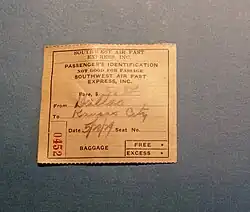 SOUTHWEST AIR FAST
EXPRESS, INC.
PASSENGER'S IDENTIFICATION
NOT GOOD FOR PASSAGE
SOUTHWEST AIR FAST
EXPRESS, INC.
Fare, $
From Dallas
To Kansas City
Date Seat No.
BAGGAGE FREE
EXCESS
0452